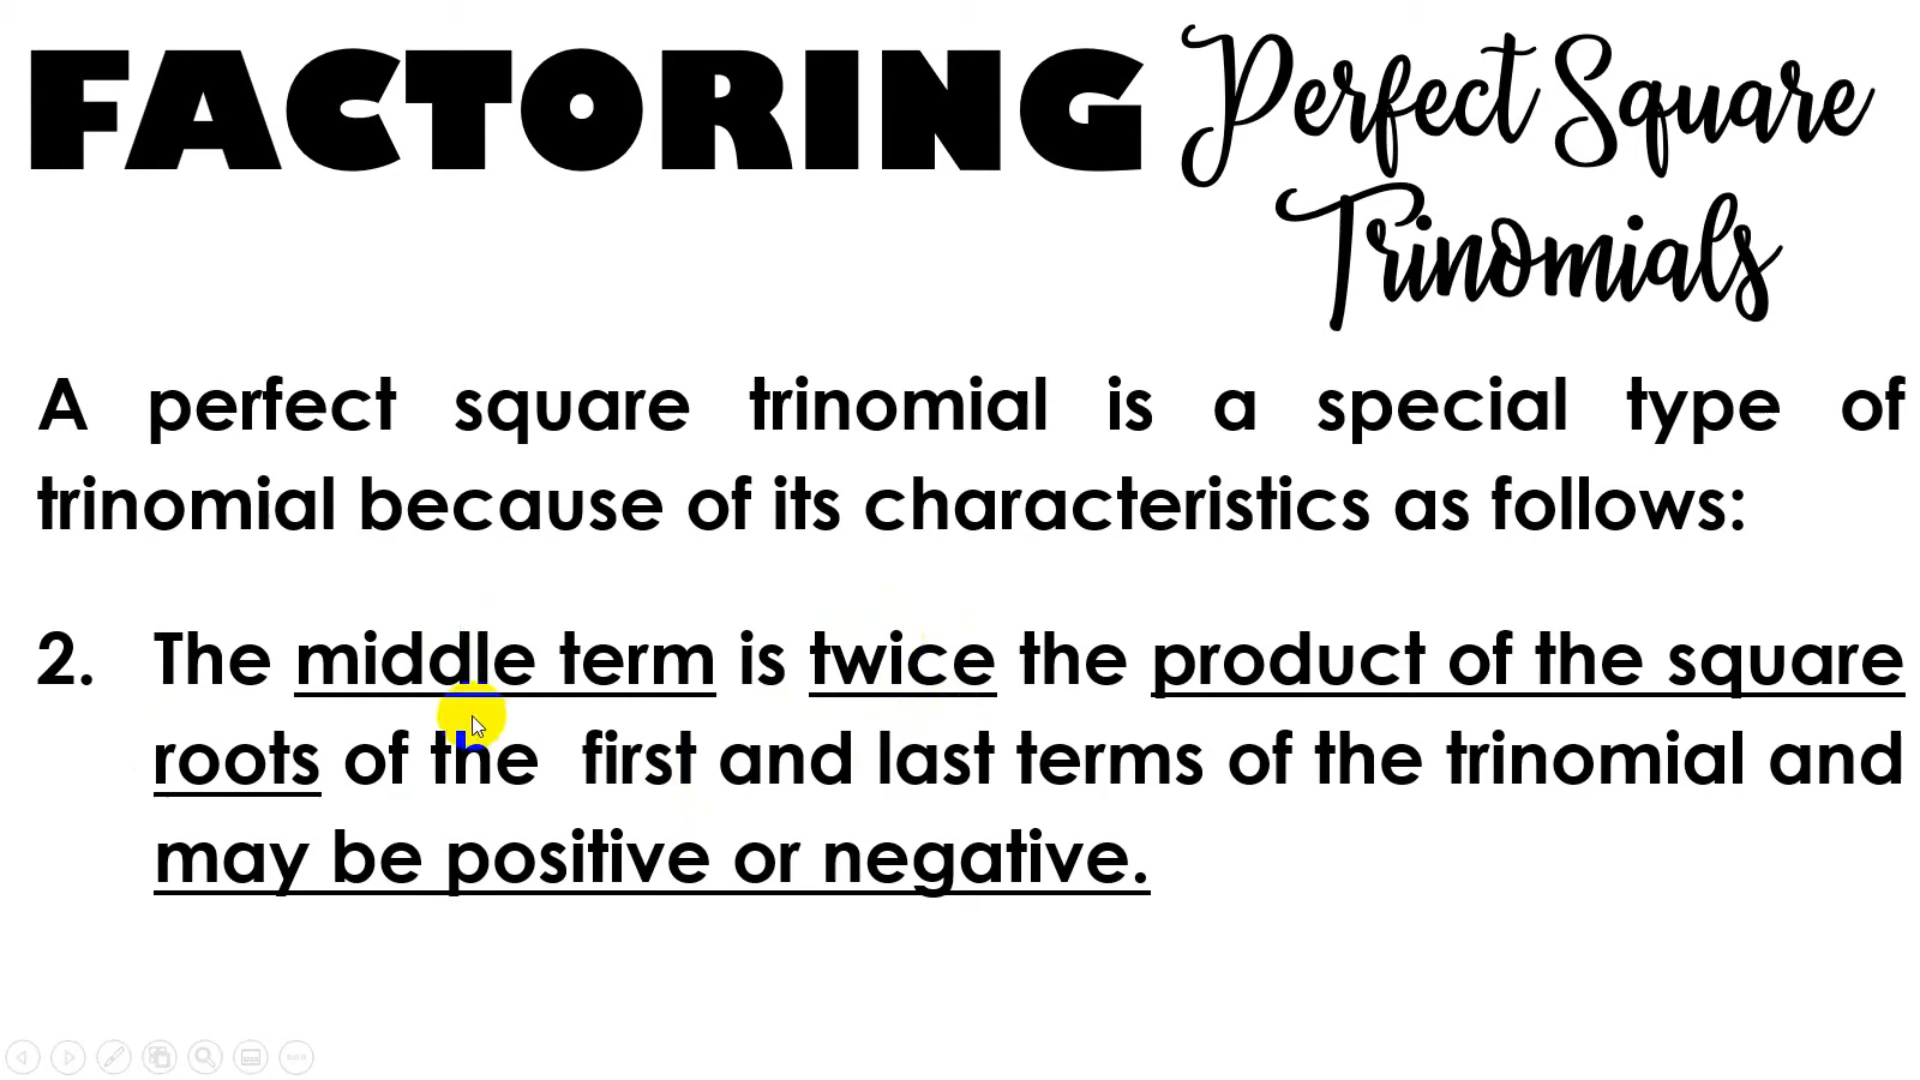 FACTORING Perfect Square
Trinomials
A perfect square trinomial is a special type of
trinomial because of its characteristics as follows:
2. The middle term is twice the product of the square
roots of the first and last terms of the trinomial and
may be positive or negative.